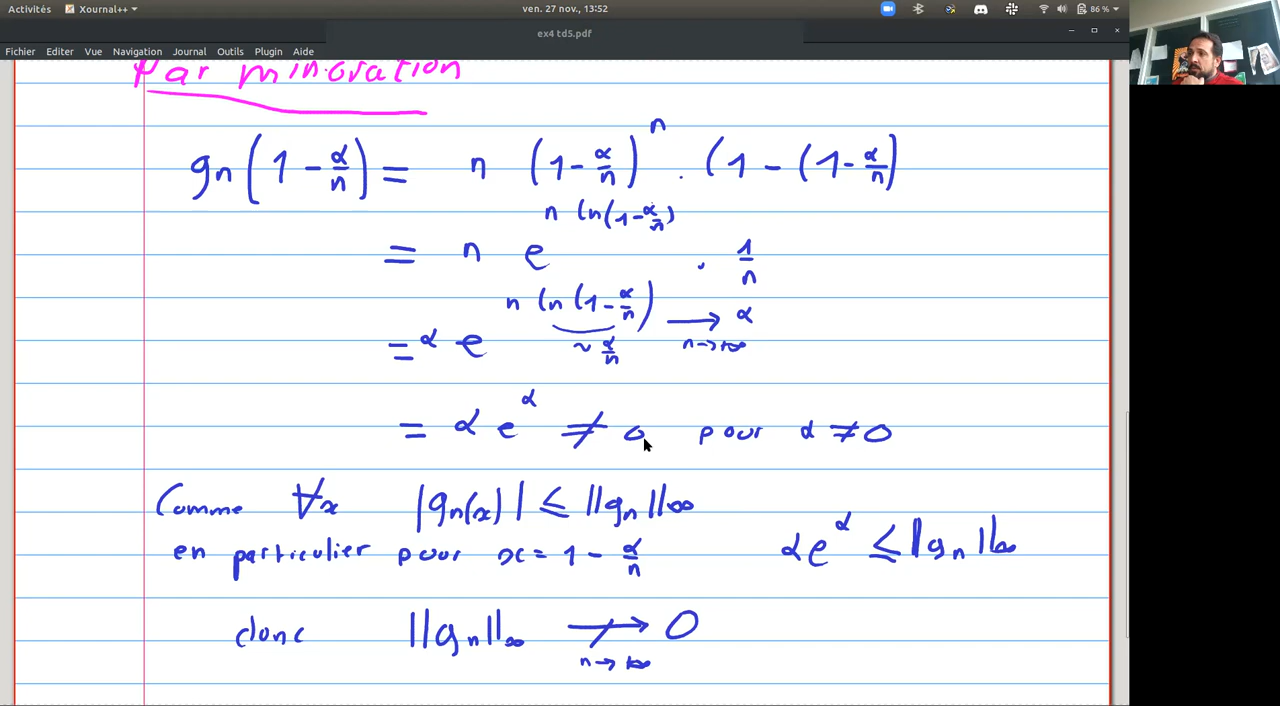 Activités Xournal++ ven. 27 nov., 13:52 86 %
ex4 td5.pdf
Fichier Editer Vue Navigation Journal Outils Plugin Aide
Par minoration
gn(1 - α/n) = n (1 - α/n)^n . (1 - (1 - α/n)
= n e^{n ln(1 - α/n)} . 1/n
= α e^{n ln(1 - α/n)} ~ α/n → α n→+∞
= α e^α ≠ 0 pour α ≠ 0
Comme ∀x |gn(x)| ≤ ||gn||∞
en particulier pour x = 1 - α/n αe^α ≤ ||gn||∞
donc ||gn||∞ ↛ 0 n→+∞